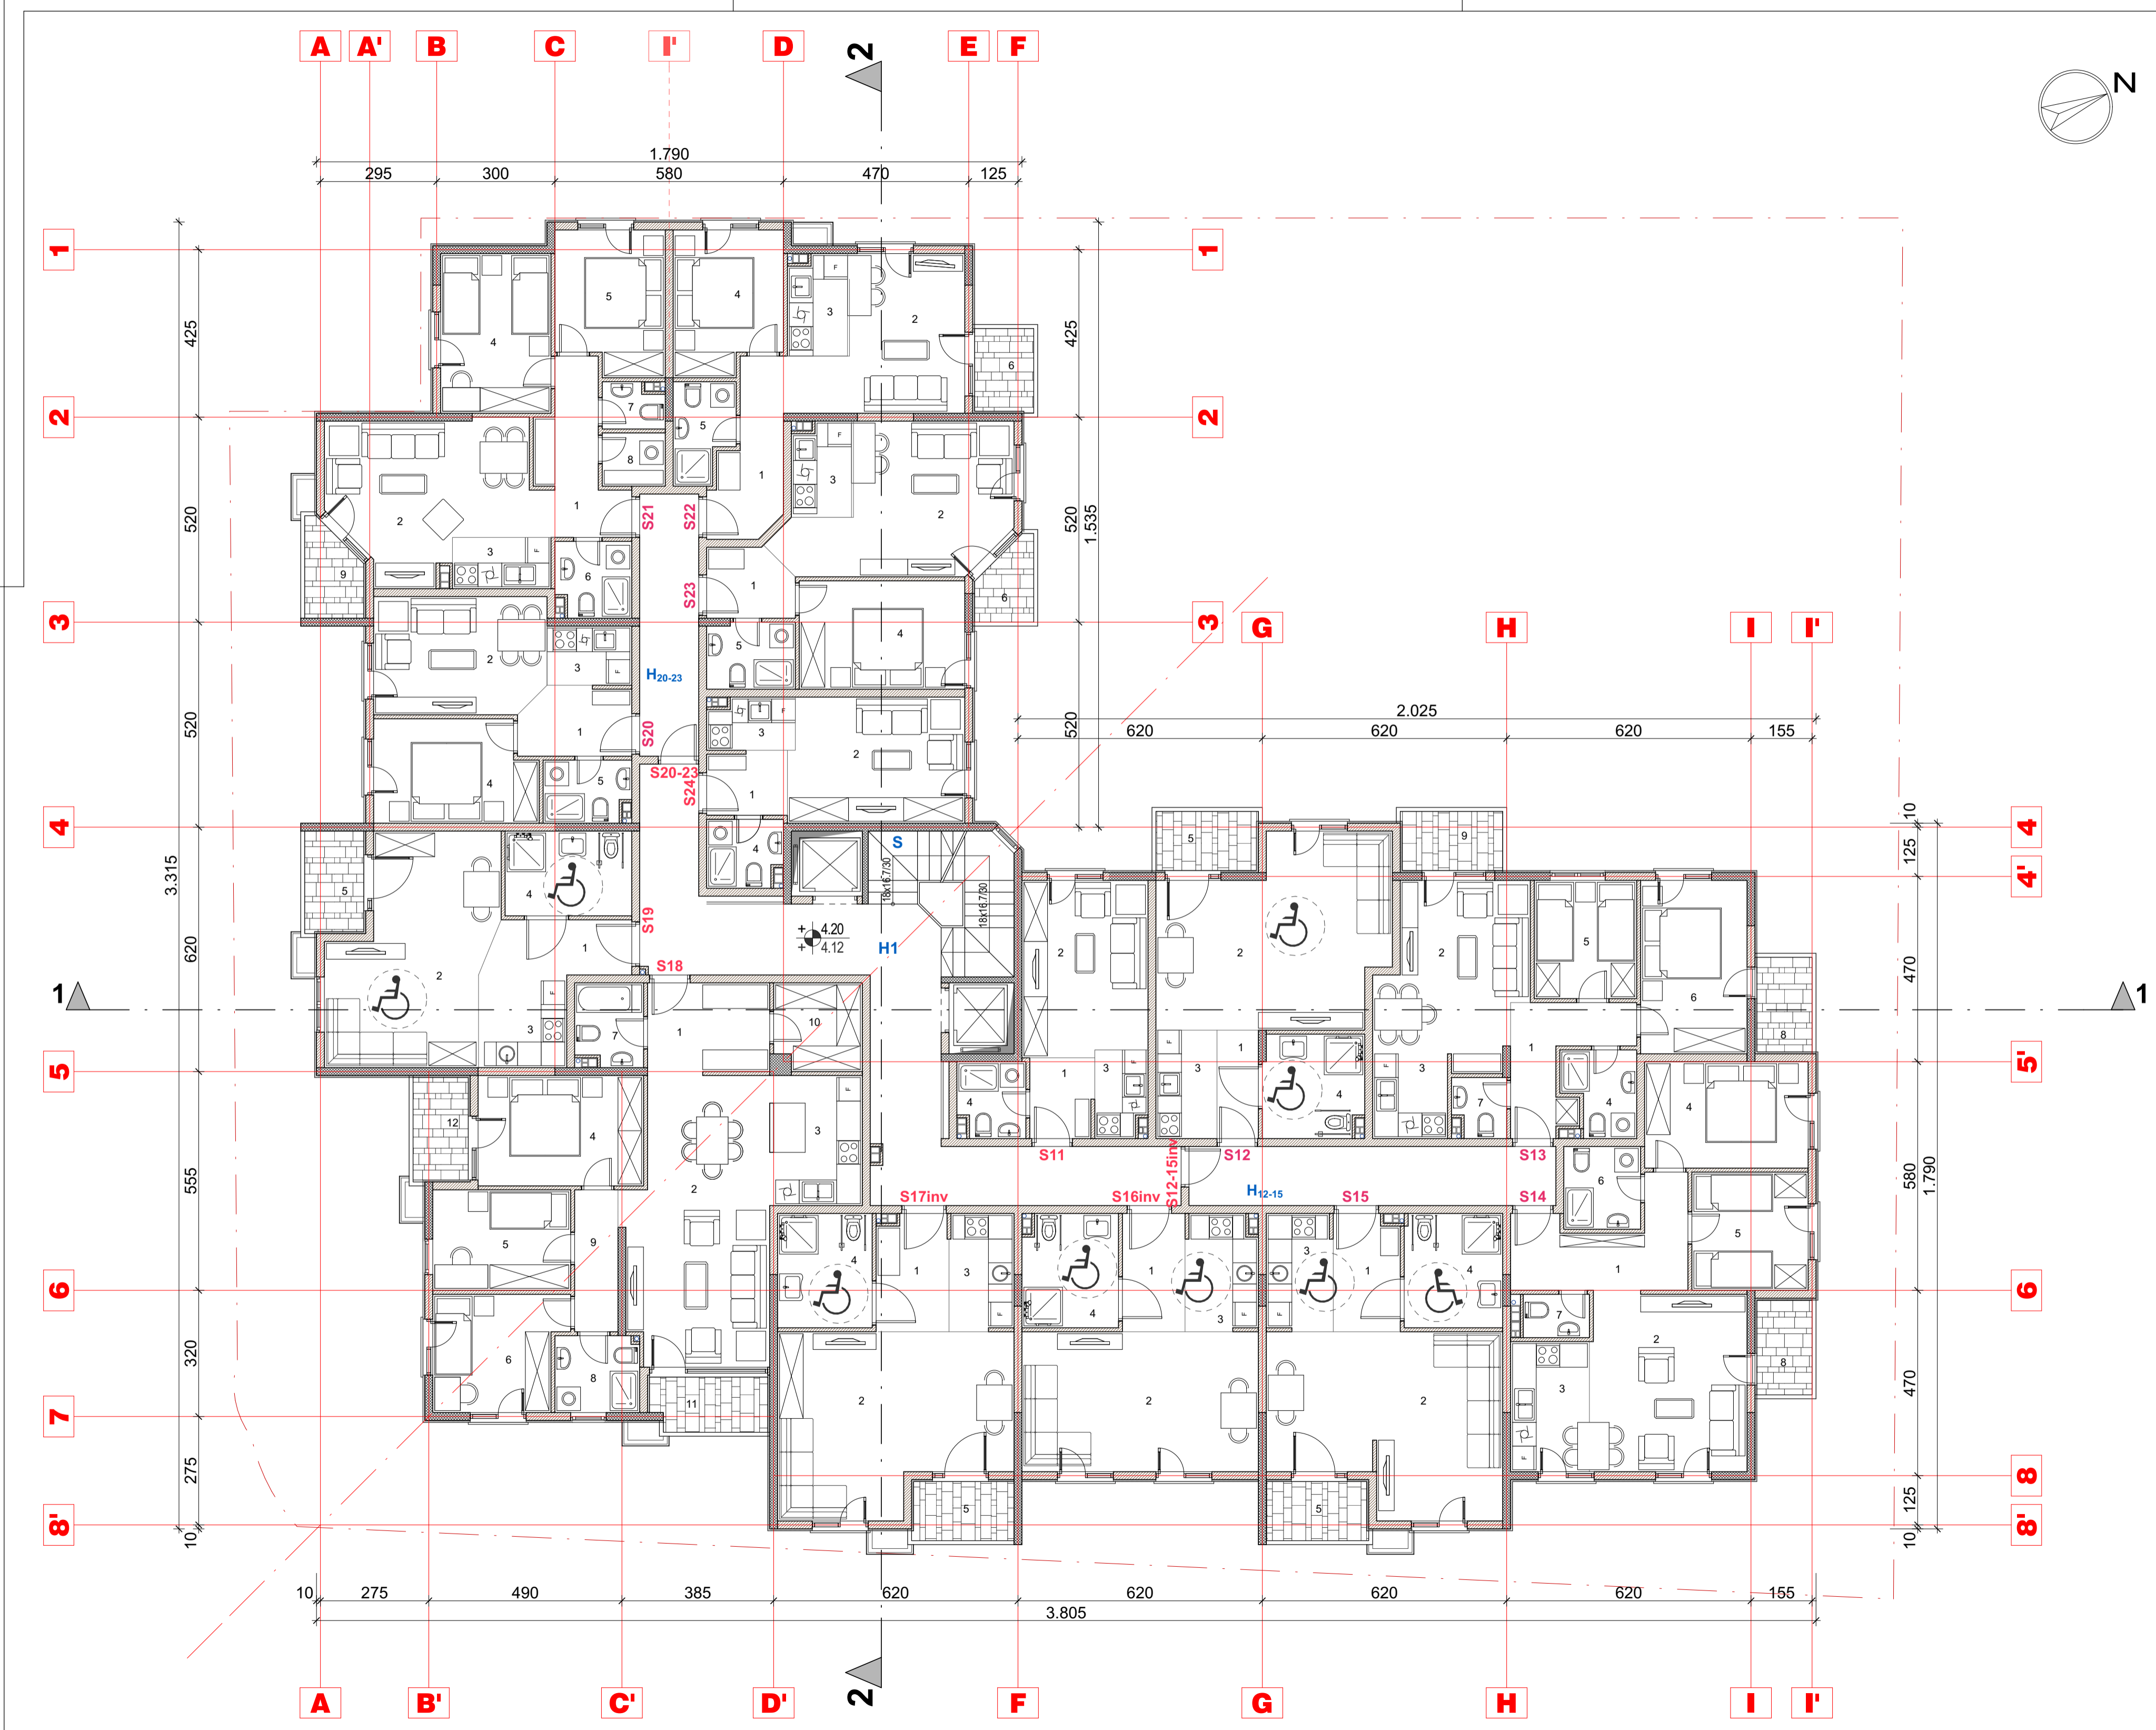 A A' B C I' D E F
2
N
1.790
295 300 580 470 125
1 1
5 4 F 3 2
4
425 425
6
2 2
7 5
F
8 1 3
1 2
S21 S22
520 520 1.535
2 3 F
9 6
S23
1
6
3 3 G H I I'
2 5 4
3
F
H20-23
2.025
620 620 620 155
520 520
S20
1 3 F
2
S20-23
S24
4 5 1
10
4 4
S
18x16.7/30
18x16.7/30
125
3.315
5 4 4
5 9
4'
S19
+ 4.20
+ 4.12
H1
1 2 2 2 5
620 470
S18
2
6
1 1
F 3 7 1 10
8
5 5'
1 3 F 3 1 F 3 1
F
4 4 7 4 4
12 4 3
S11 S12 S13
S12-15inv
555 580 1.790
2 6
S17inv S16inv H12-15 S15 S14
5 9
4 1 3 4 1 3 3 1 4 1 5
6 6
F F F
7 2
320 470
6 8 11 2 2 2 3 8
F
7
275
8
5 5 125
8' 8'
10 10
10 275 490 385 620 620 620 620 155
3.805
2
A B' C' D' F G H I I'